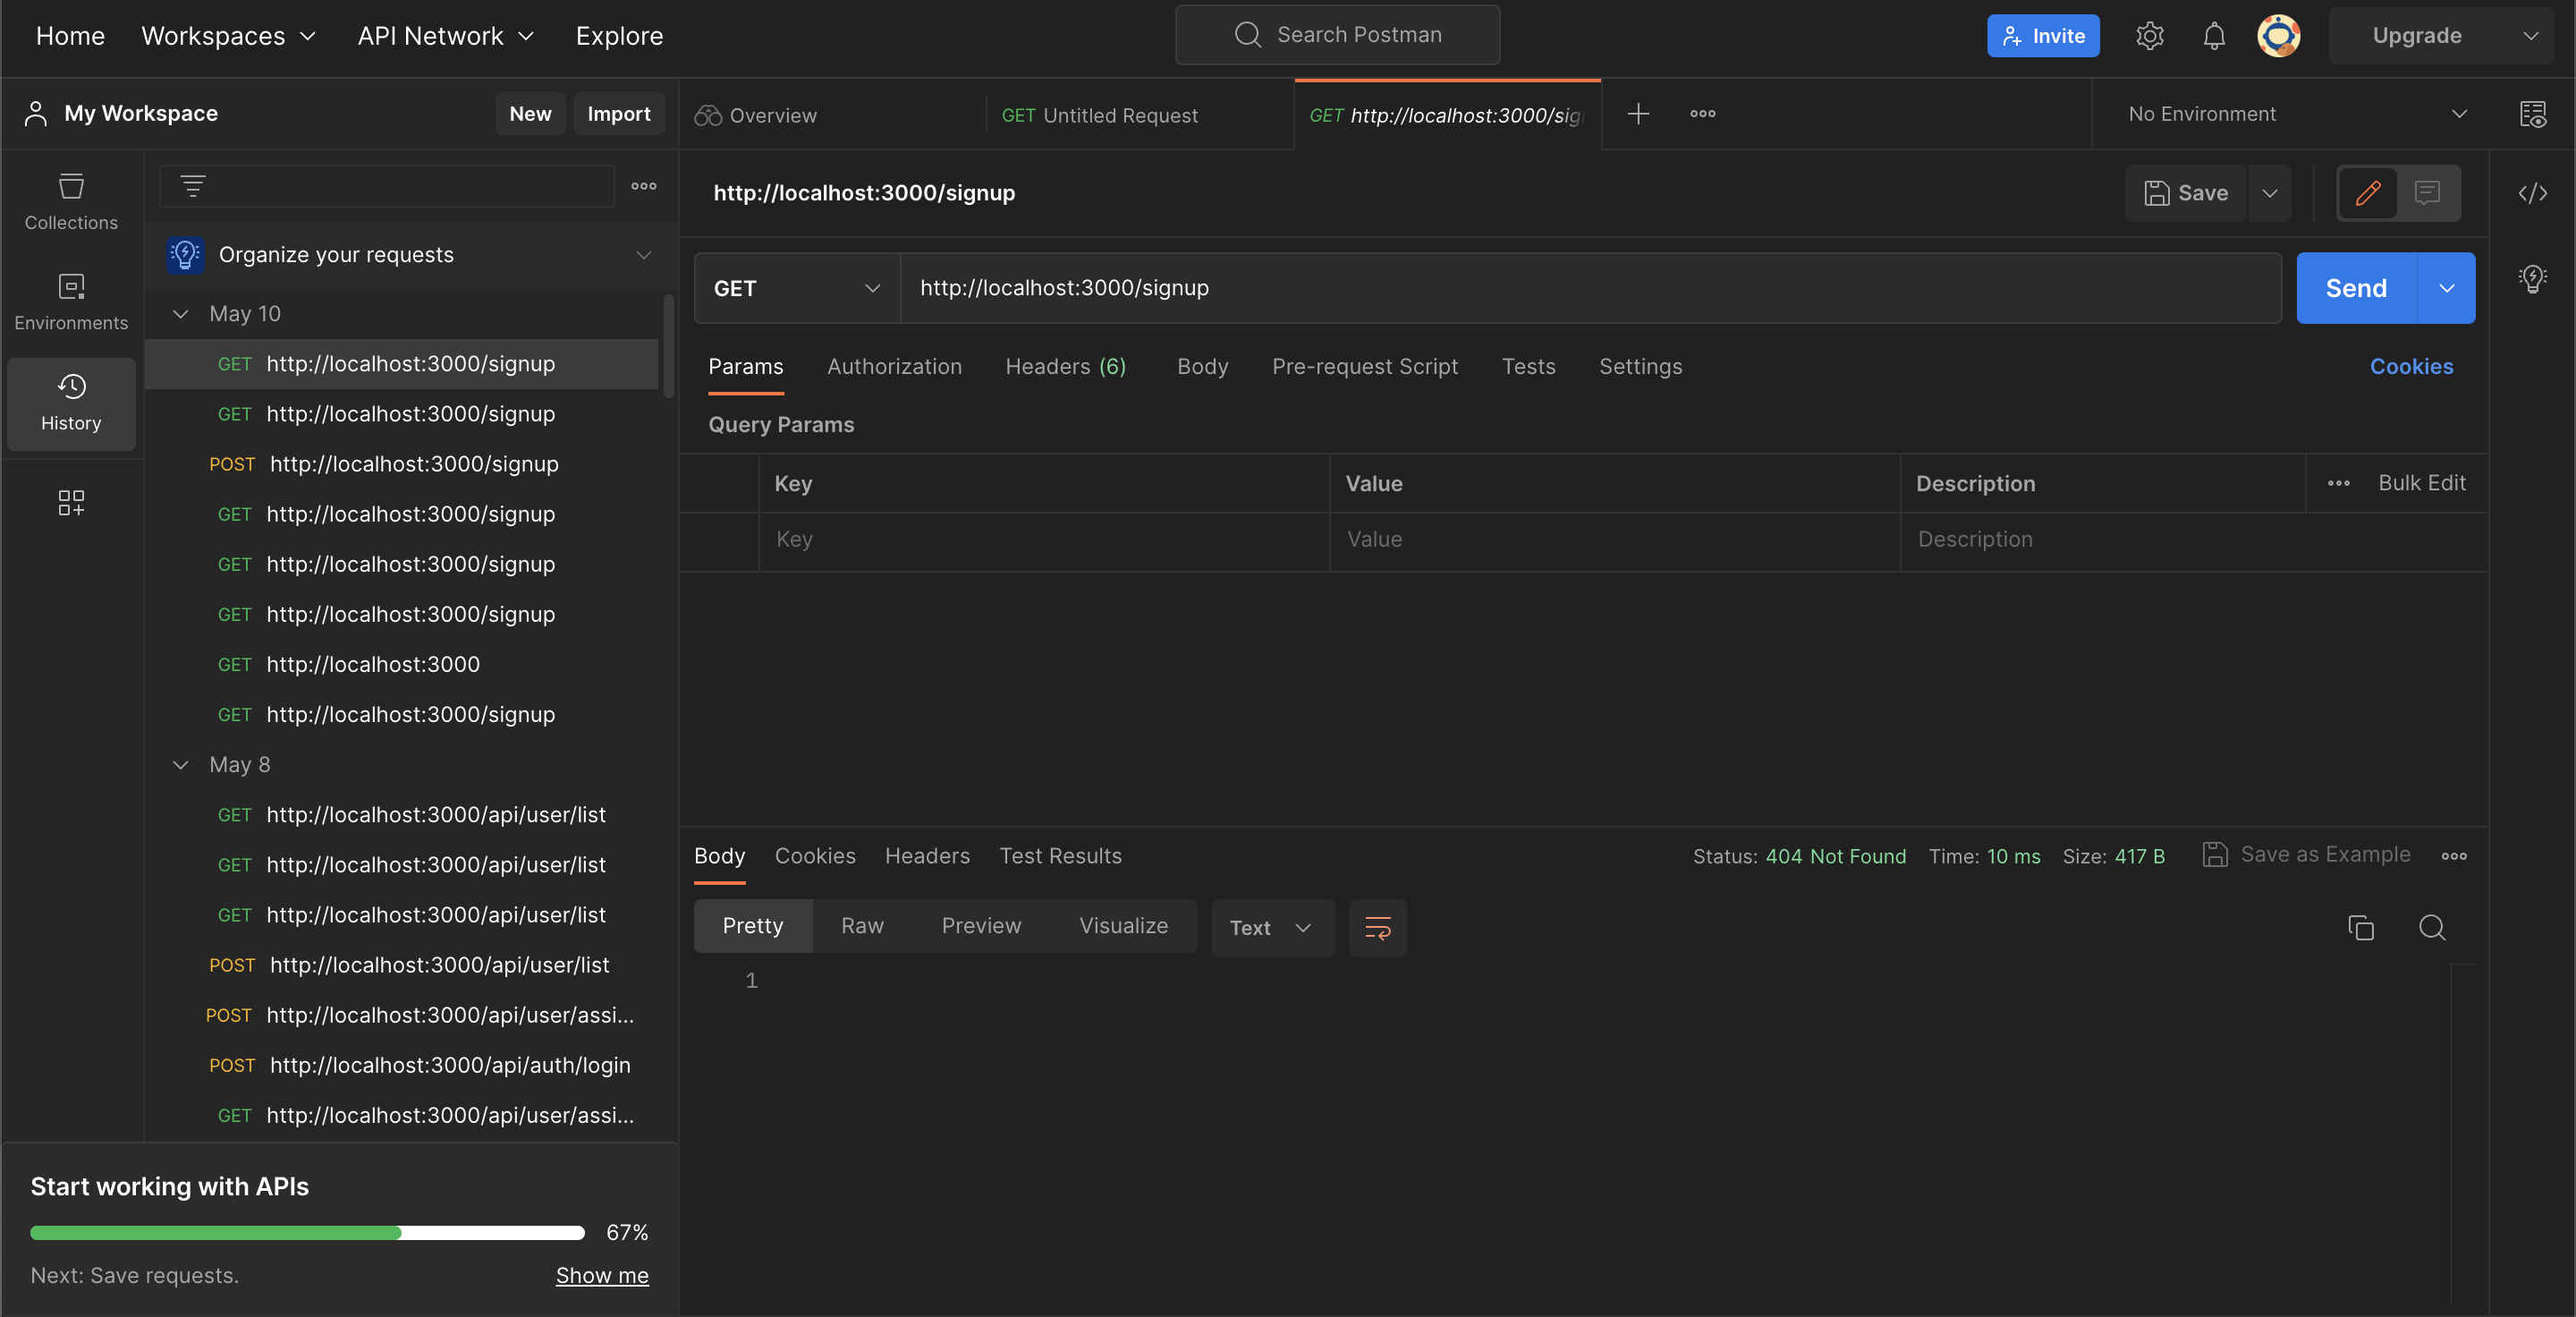 Home Workspaces API Network Explore Search Postman Invite Upgrade
My Workspace New Import
Overview GET Untitled Request GET http://localhost:3000/sig No Environment
Collections
Environments
History
Organize your requests
May 10
GET http://localhost:3000/signup
GET http://localhost:3000/signup
POST http://localhost:3000/signup
GET http://localhost:3000/signup
GET http://localhost:3000/signup
GET http://localhost:3000/signup
GET http://localhost:3000
GET http://localhost:3000/signup
May 8
GET http://localhost:3000/api/user/list
GET http://localhost:3000/api/user/list
GET http://localhost:3000/api/user/list
POST http://localhost:3000/api/user/list
POST http://localhost:3000/api/user/assi...
POST http://localhost:3000/api/auth/login
GET http://localhost:3000/api/user/assi...
Start working with APIs
67%
Next: Save requests. Show me
http://localhost:3000/signup Save
GET http://localhost:3000/signup Send
Params Authorization Headers (6) Body Pre-request Script Tests Settings Cookies
Query Params
Key Value Description Bulk Edit
Key Value Description
Body Cookies Headers Test Results Status: 404 Not Found Time: 10 ms Size: 417 B Save as Example
Pretty Raw Preview Visualize Text
1